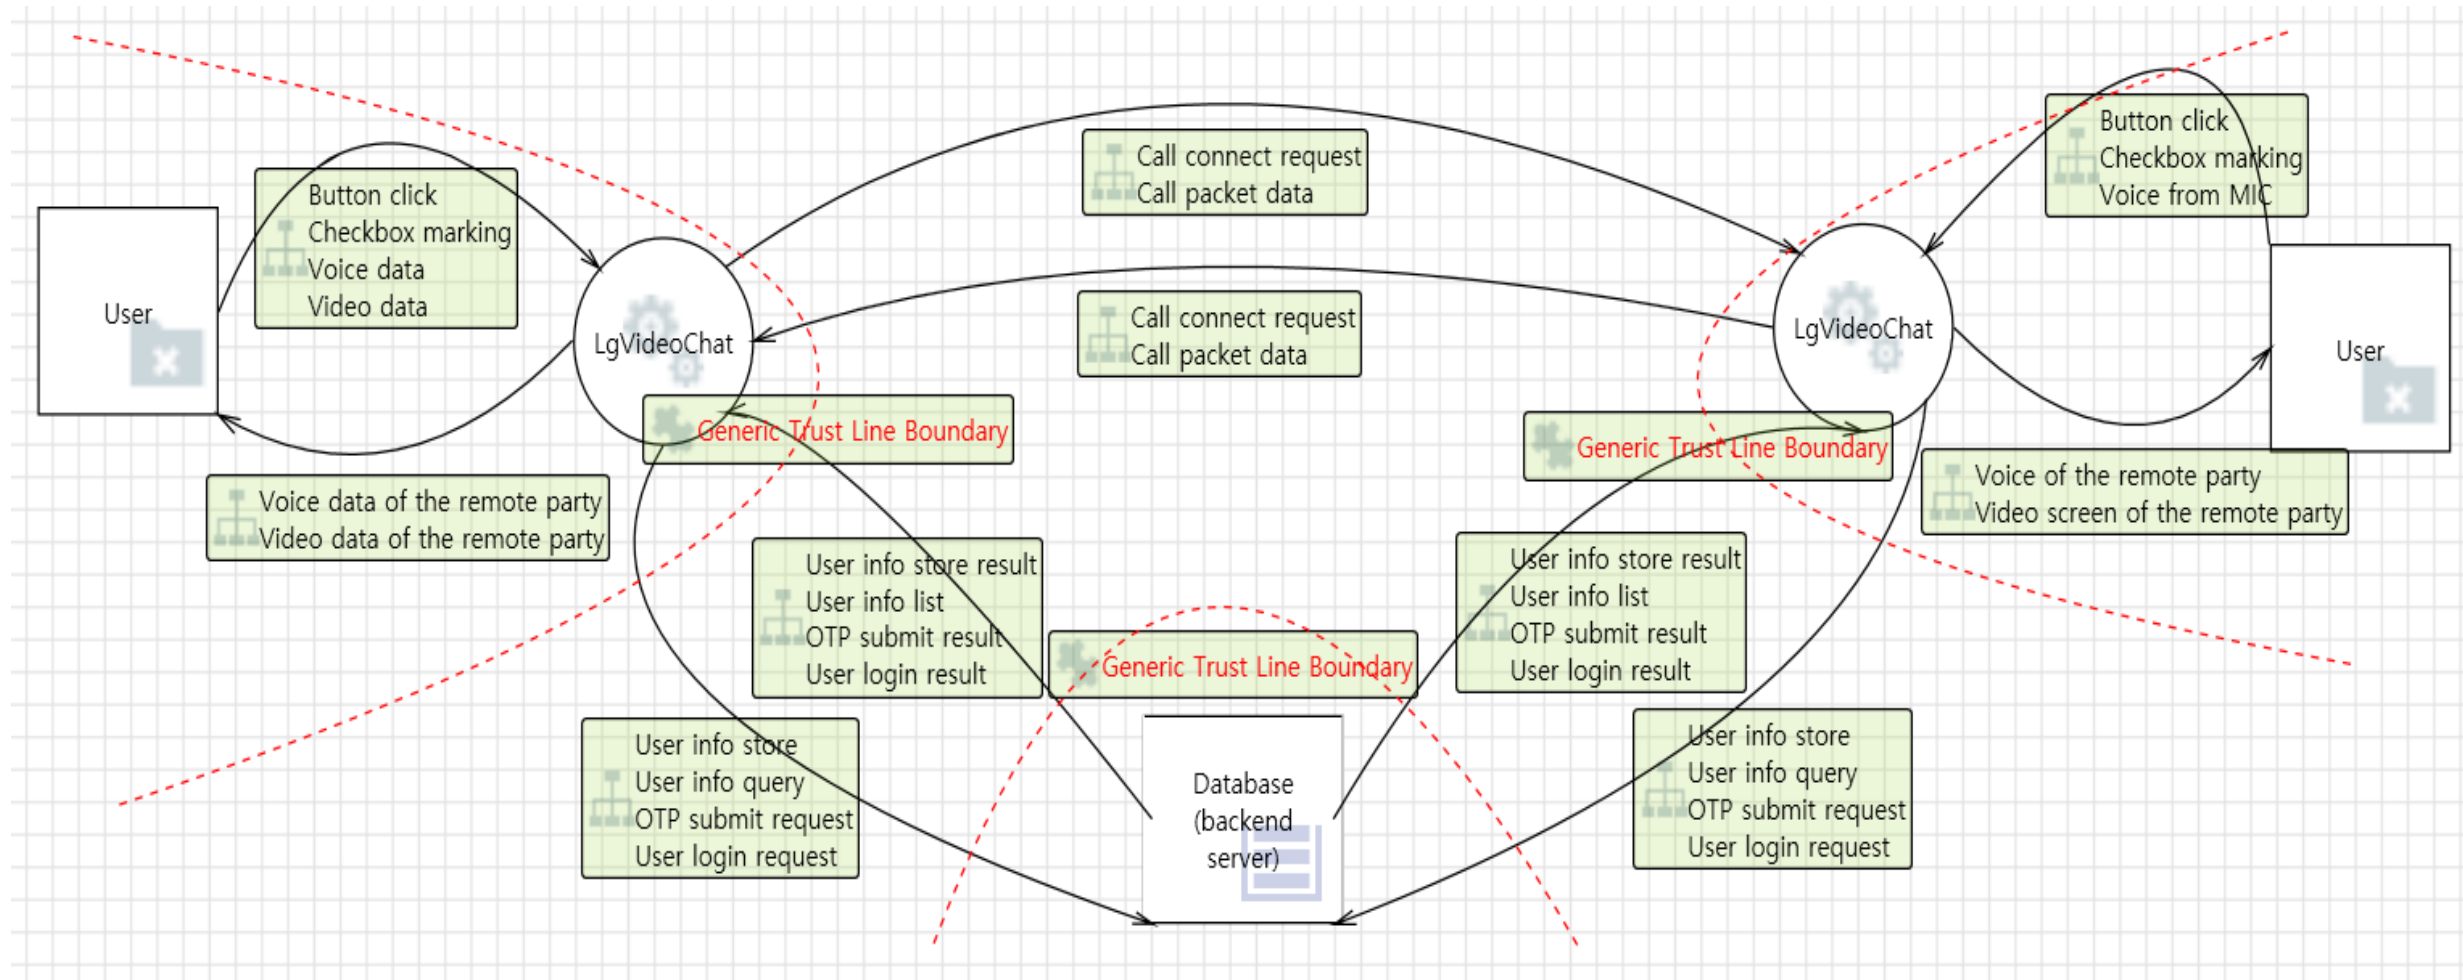 Button click
Checkbox marking
Voice data
Video data
User
LgVideoChat
Voice data of the remote party
Video data of the remote party
Generic Trust Line Boundary
Call connect request
Call packet data
Call connect request
Call packet data
Button click
Checkbox marking
Voice from MIC
LgVideoChat
User
Generic Trust Line Boundary
Voice of the remote party
Video screen of the remote party
User info store result
User info list
OTP submit result
User login result
User info store
User info query
OTP submit request
User login request
Generic Trust Line Boundary
Database
(backend
server)
User info store result
User info list
OTP submit result
User login result
User info store
User info query
OTP submit request
User login request